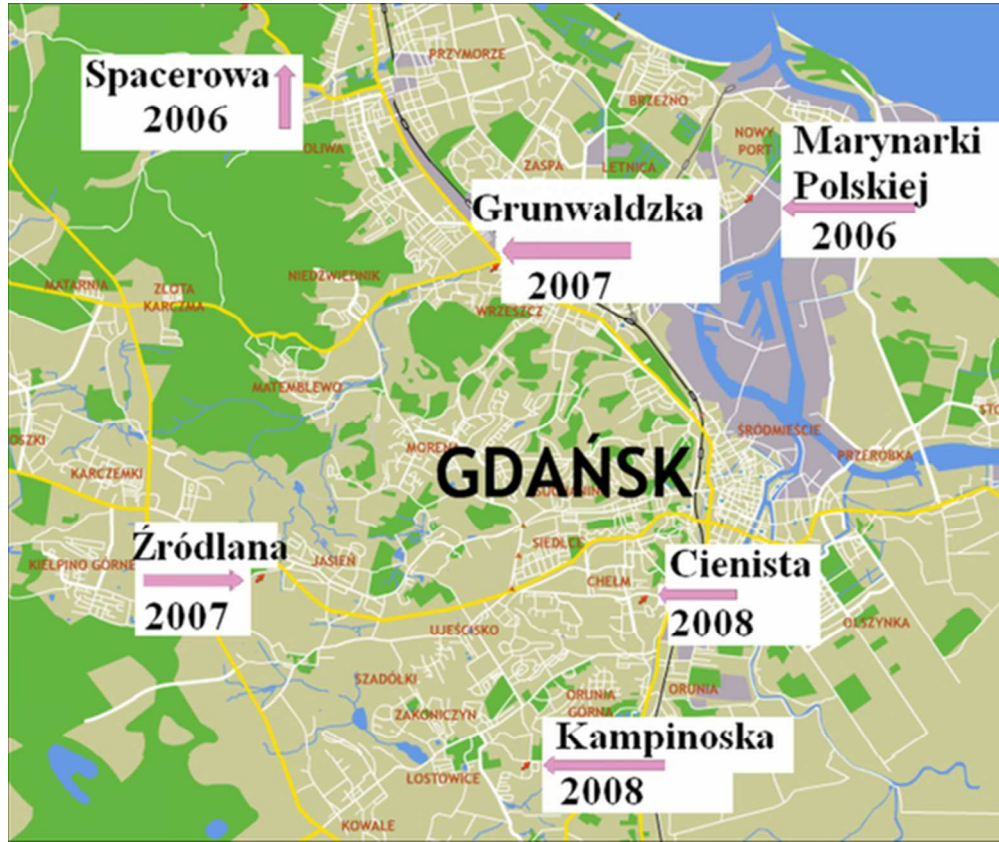 PRZYMORZE
Spacerowa
2006
BRZEŹNO
NOWY
PORT
Marynarki
Polskiej
2006
OLIWA
ZASPA
LETNICA
Grunwaldzka
2007
MATARNIA
ZŁOTA
KARCZMA
NIEDŹWIEDNIK
WRZESZCZ
MATEMBLEWO
MORENA
GDAŃSK
ŚRÓDMIEŚCIE
PRZERÓBKA
KARCZEMKI
SIEDLCE
Źródlana
2007
KIEŁPINO GÓRNE
JASIEŃ
CHEŁM
Cienista
2008
UJEŚCISKO
OLSZYNKA
SZADÓŁKI
ZAKONICZYN
ORUNIA
GÓRNA
ORUNIA
Kampinoska
2008
ŁOSTOWICE
KOWALE